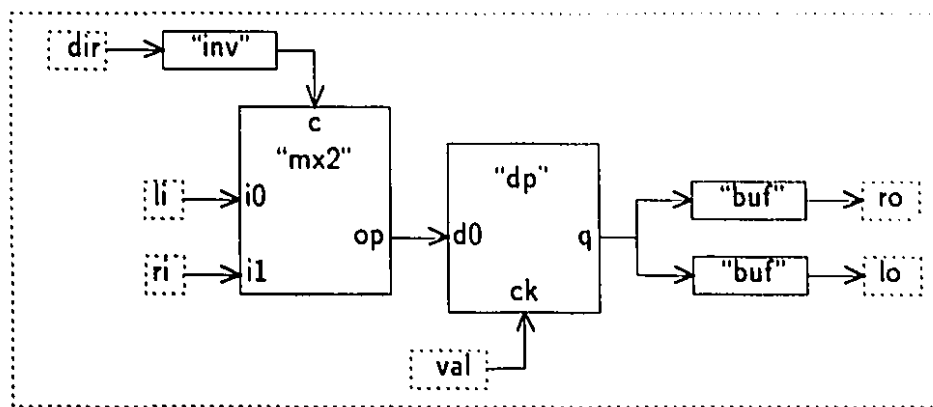 dir "inv"
c
"mx2"
"dp"
li i0 "buf" ro
op d0 q
ri i1 "buf" lo
ck
val